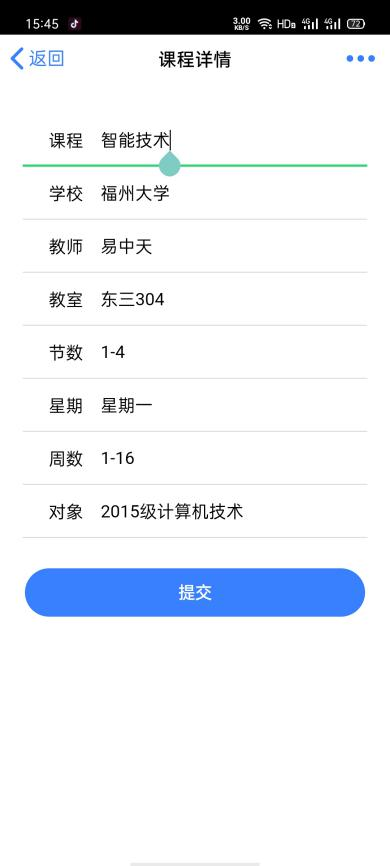 15:45 3.00 KB/S HDB 4G 4G 72
返回 课程详情
课程 智能技术
学校 福州大学
教师 易中天
教室 东三304
节数 1-4
星期 星期一
周数 1-16
对象 2015级计算机技术
提交